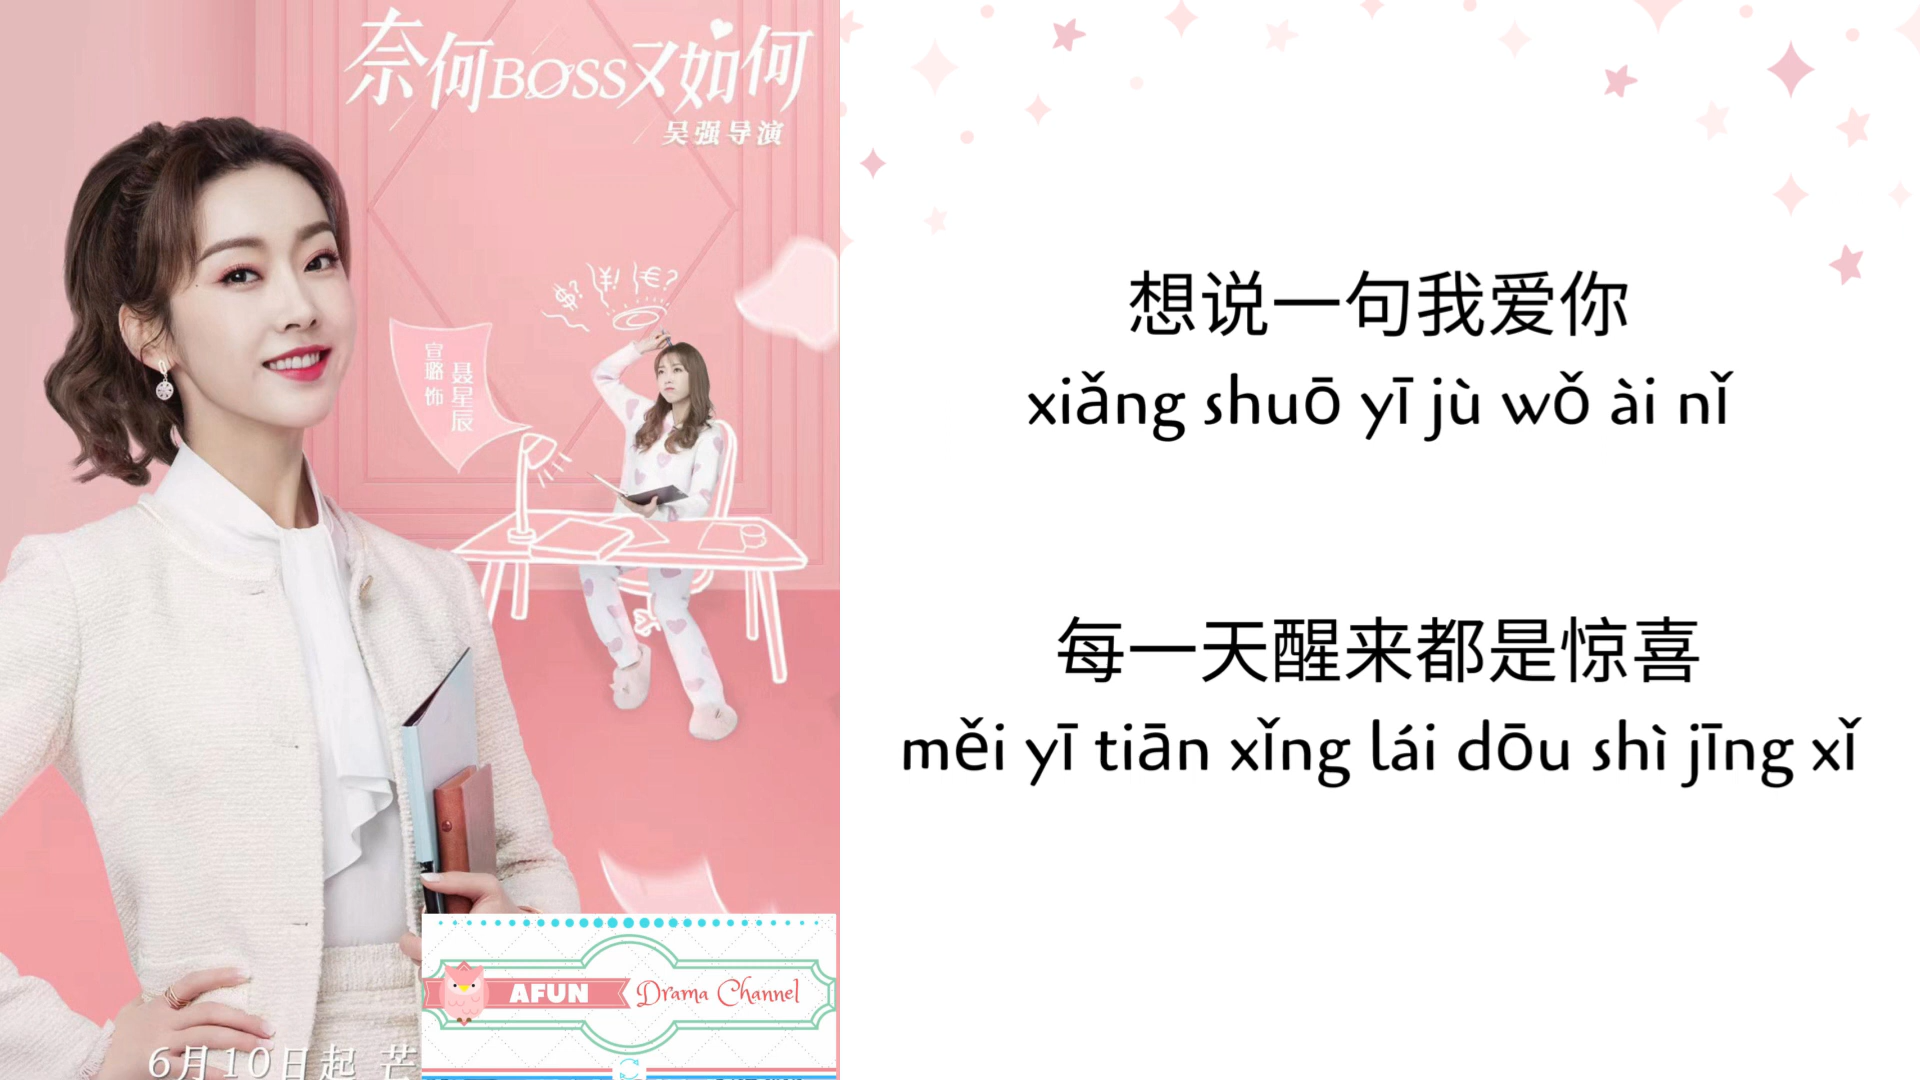 奈何BOSS又如何
吴强导演
每? ¥! €?
宣璐 饰
聂星辰
AFUN
Drama Channel
6月10日起 芒
想说一句我爱你
xiǎng shuō yī jù wǒ ài nǐ
每一天醒来都是惊喜
měi yī tiān xǐng lái dōu shì jīng xǐ